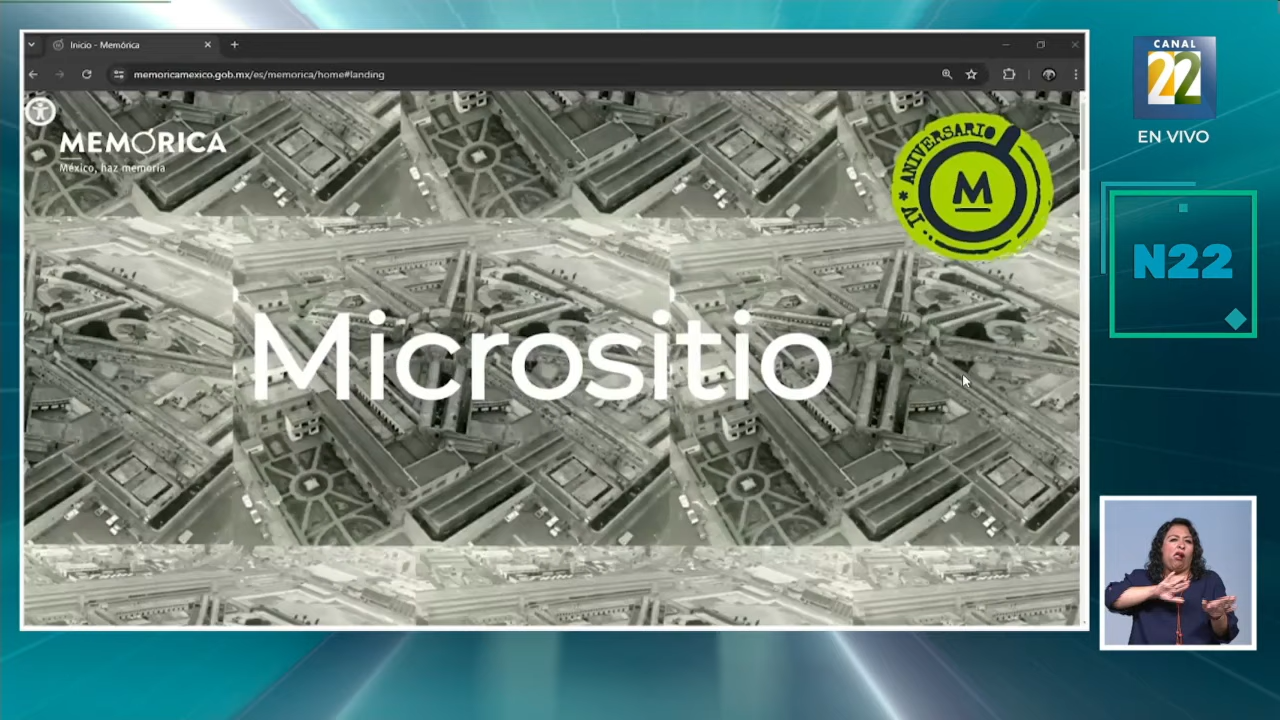 Inicio - Memórica
memoricamexico.gob.mx/es/memorica/home#landing
MEMÓRICA
México, haz memoria
IV * ANIVERSARIO
M
Micrositio
CANAL
22
EN VIVO
N22